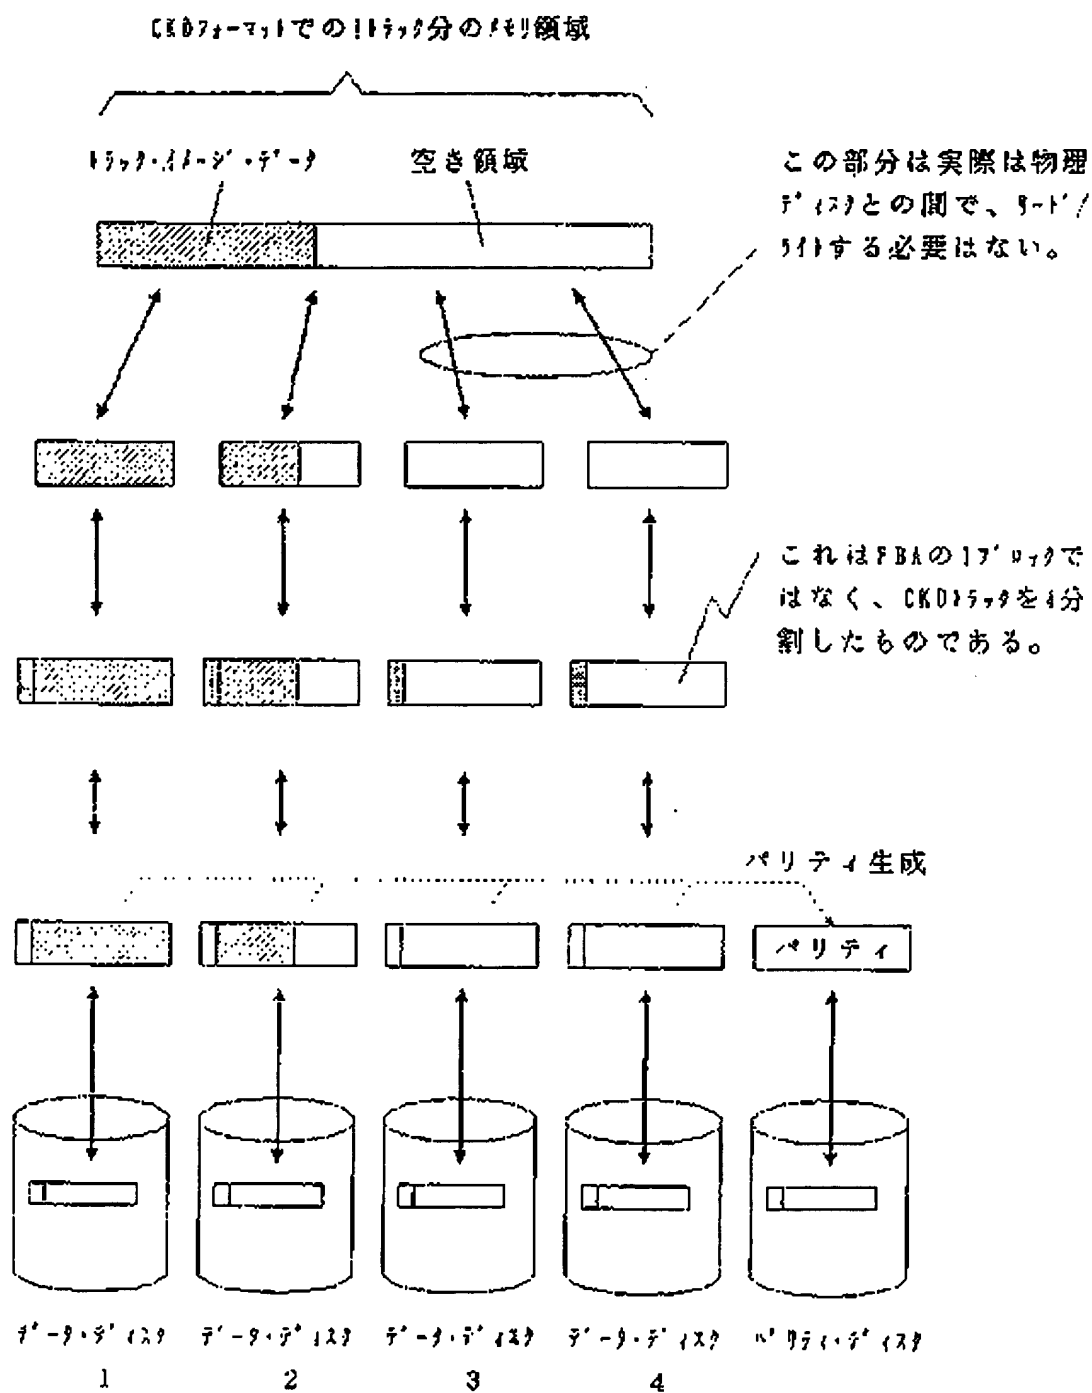 CKDフォーマットでの1トラック分のメモリ領域
トラック・イメージ・データ
空き領域
この部分は実際は物理
ディスクとの間で、リード/
ライトする必要はない。
これはFBAの1ブロックで
はなく、CKDトラックを4分
割したものである。
パリティ生成
パリティ
データ・ディスク
1
データ・ディスク
2
データ・ディスク
3
データ・ディスク
4
パリティ・ディスク